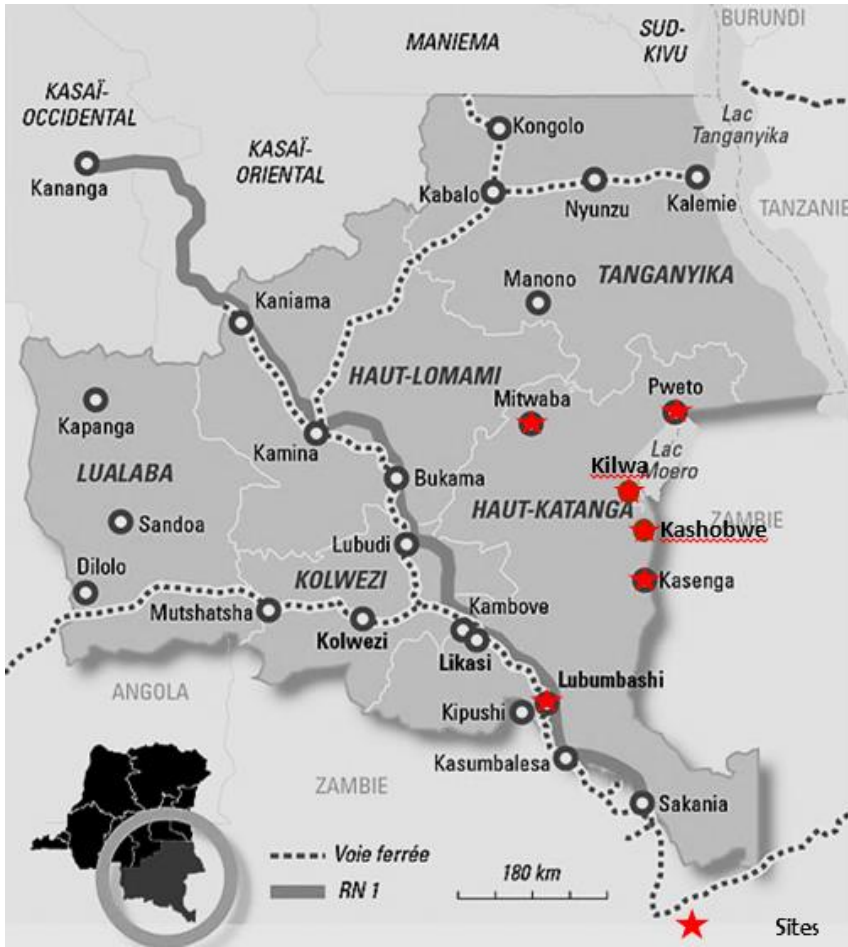 BURUNDI
SUD-
KIVU
MANIEMA
KASAÏ-
OCCIDENTAL
Kongolo
Lac
Tanganyika
KASAÏ-
ORIENTAL
Kananga
Kabalo
Nyunzu
Kalemie
TANZANIE
Manono
TANGANYIKA
Kaniama
HAUT-LOMAMI
Mitwaba
Pweto
Kapanga
Kamina
Lac
Moero
Kilwa
LUALABA
Bukama
HAUT-KATANGA
ZAMBIE
Sandoa
Kashobwe
Lubudi
Dilolo
KOLWEZI
Kasenga
Mutshatsha
Kambove
Kolwezi
Likasi
Lubumbashi
ANGOLA
Kipushi
Kasumbalesa
ZAMBIE
Sakania
Voie ferrée
180 km
RN 1
Sites